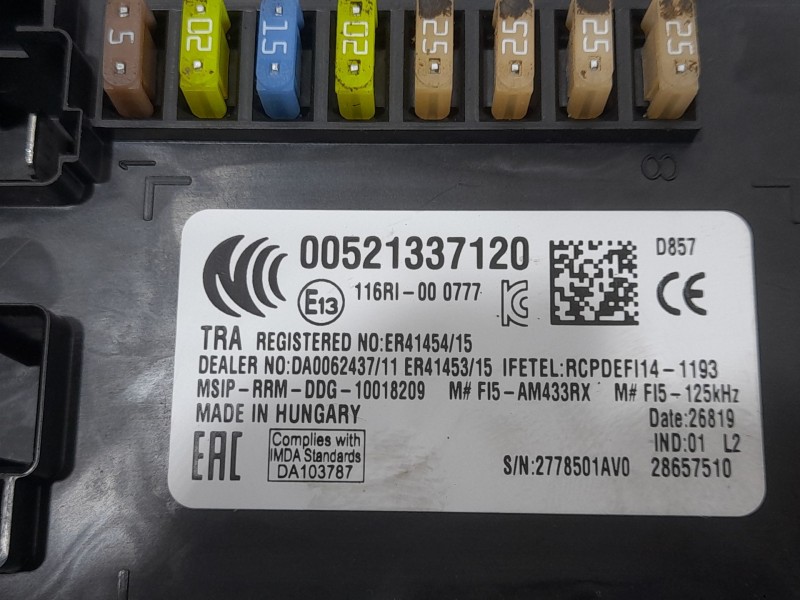 5 20 15 20 25 25 25 25
1 8
00521337120
D857
E13 116RI-00 0777 CE
TRA REGISTERED NO:ER41454/15
DEALER NO:DA0062437/11 ER41453/15 IFETEL:RCPDEFI14-1193
MSIP-RRM-DDG-10018209 M# FI5-AM433RX M# FI5-125kHz
MADE IN HUNGARY Date:26819
IND:01 L2
EAC Complies with
IMDA Standards
DA103787
S/N:2778501AV0 28657510